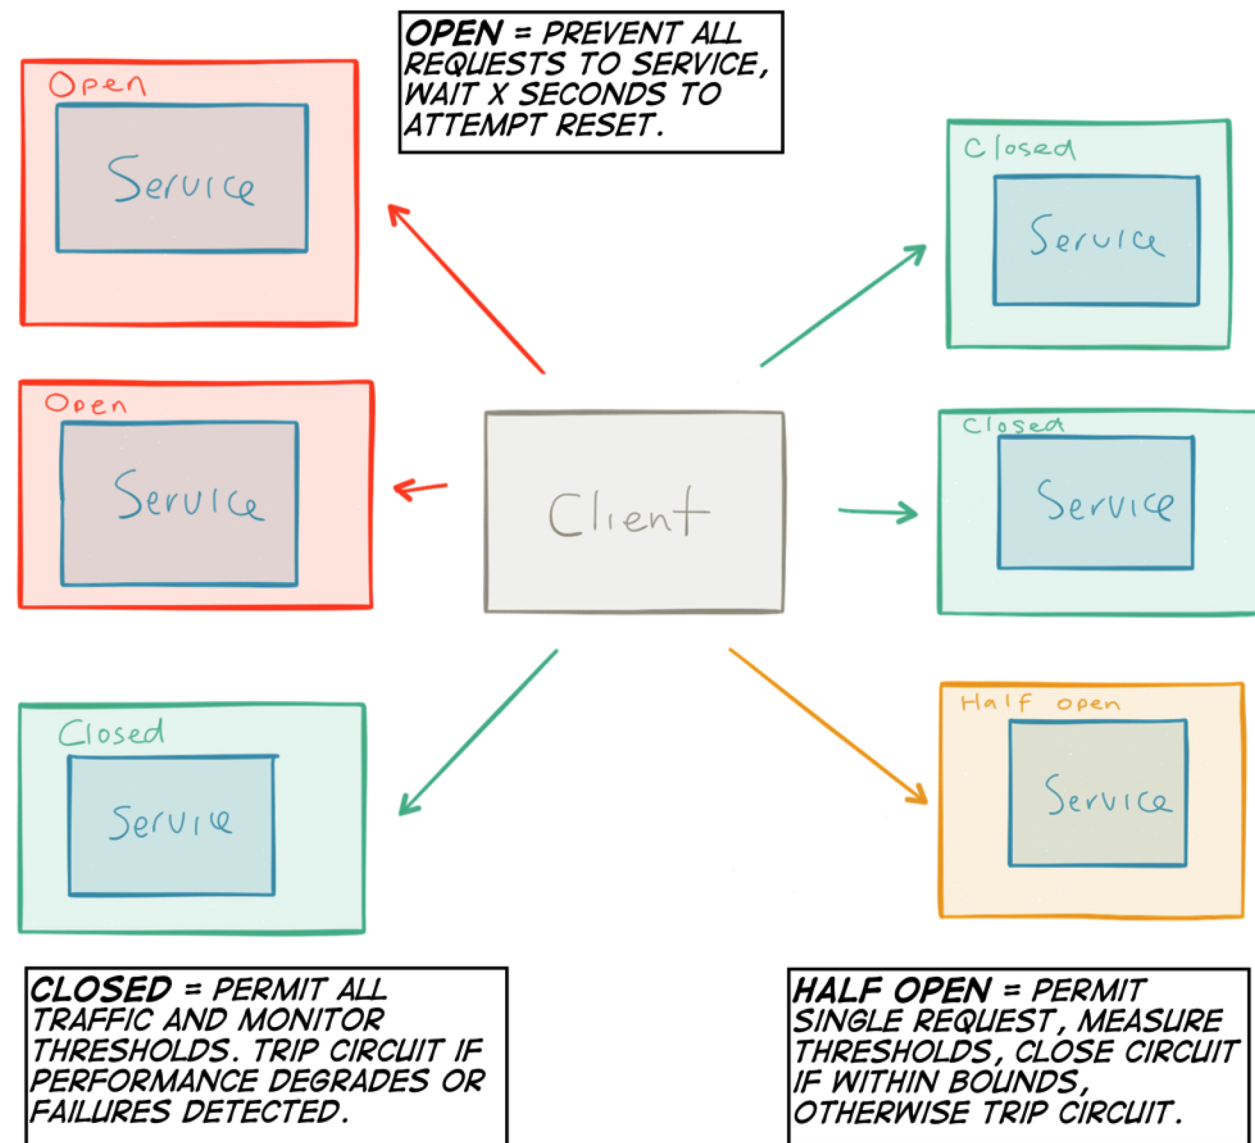 OPEN = PREVENT ALL
REQUESTS TO SERVICE,
WAIT X SECONDS TO
ATTEMPT RESET.
Open
Service
Closed
Service
Open
Service
Client
Closed
Service
Closed
Service
Half open
Service
CLOSED = PERMIT ALL
TRAFFIC AND MONITOR
THRESHOLDS. TRIP CIRCUIT IF
PERFORMANCE DEGRADES OR
FAILURES DETECTED.
HALF OPEN = PERMIT
SINGLE REQUEST, MEASURE
THRESHOLDS, CLOSE CIRCUIT
IF WITHIN BOUNDS,
OTHERWISE TRIP CIRCUIT.